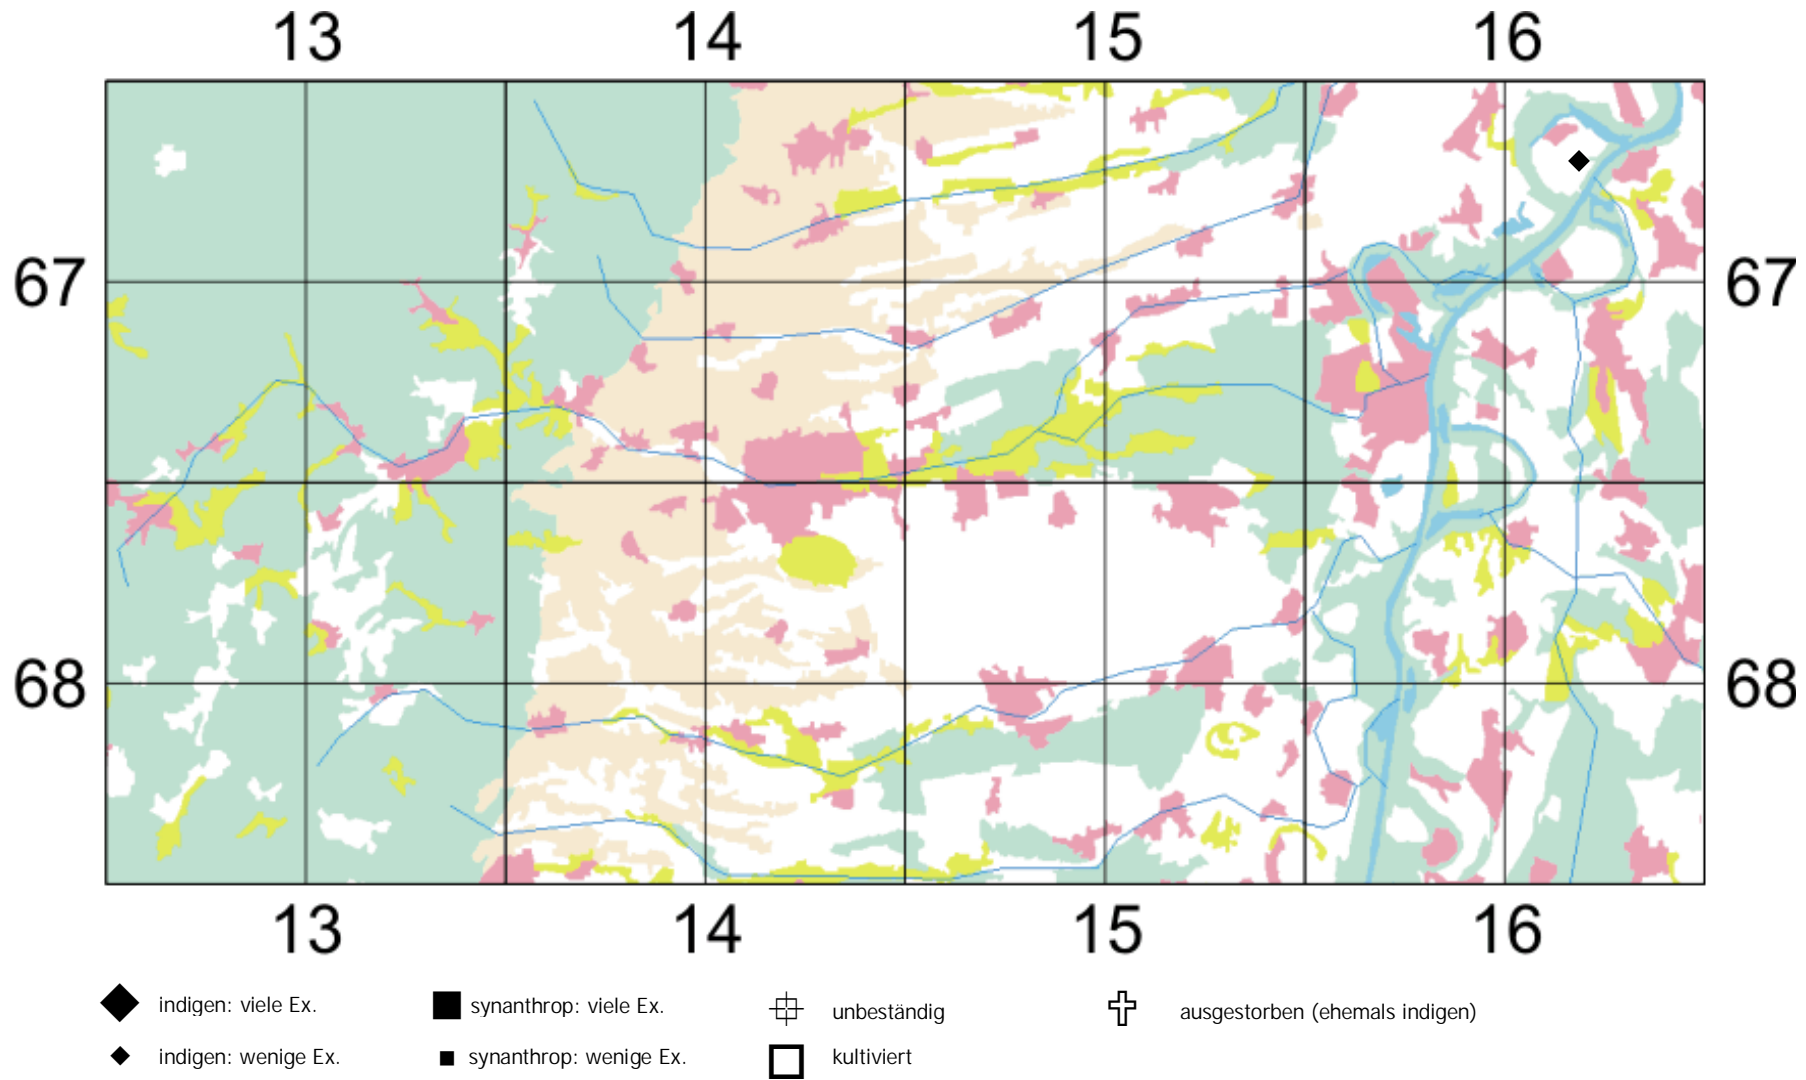 13 14 15 16
67 67
68 68
13 14 15 16
indigen: viele Ex. synanthrop: viele Ex. unbeständig ausgestorben (ehemals indigen)
indigen: wenige Ex. synanthrop: wenige Ex. kultiviert